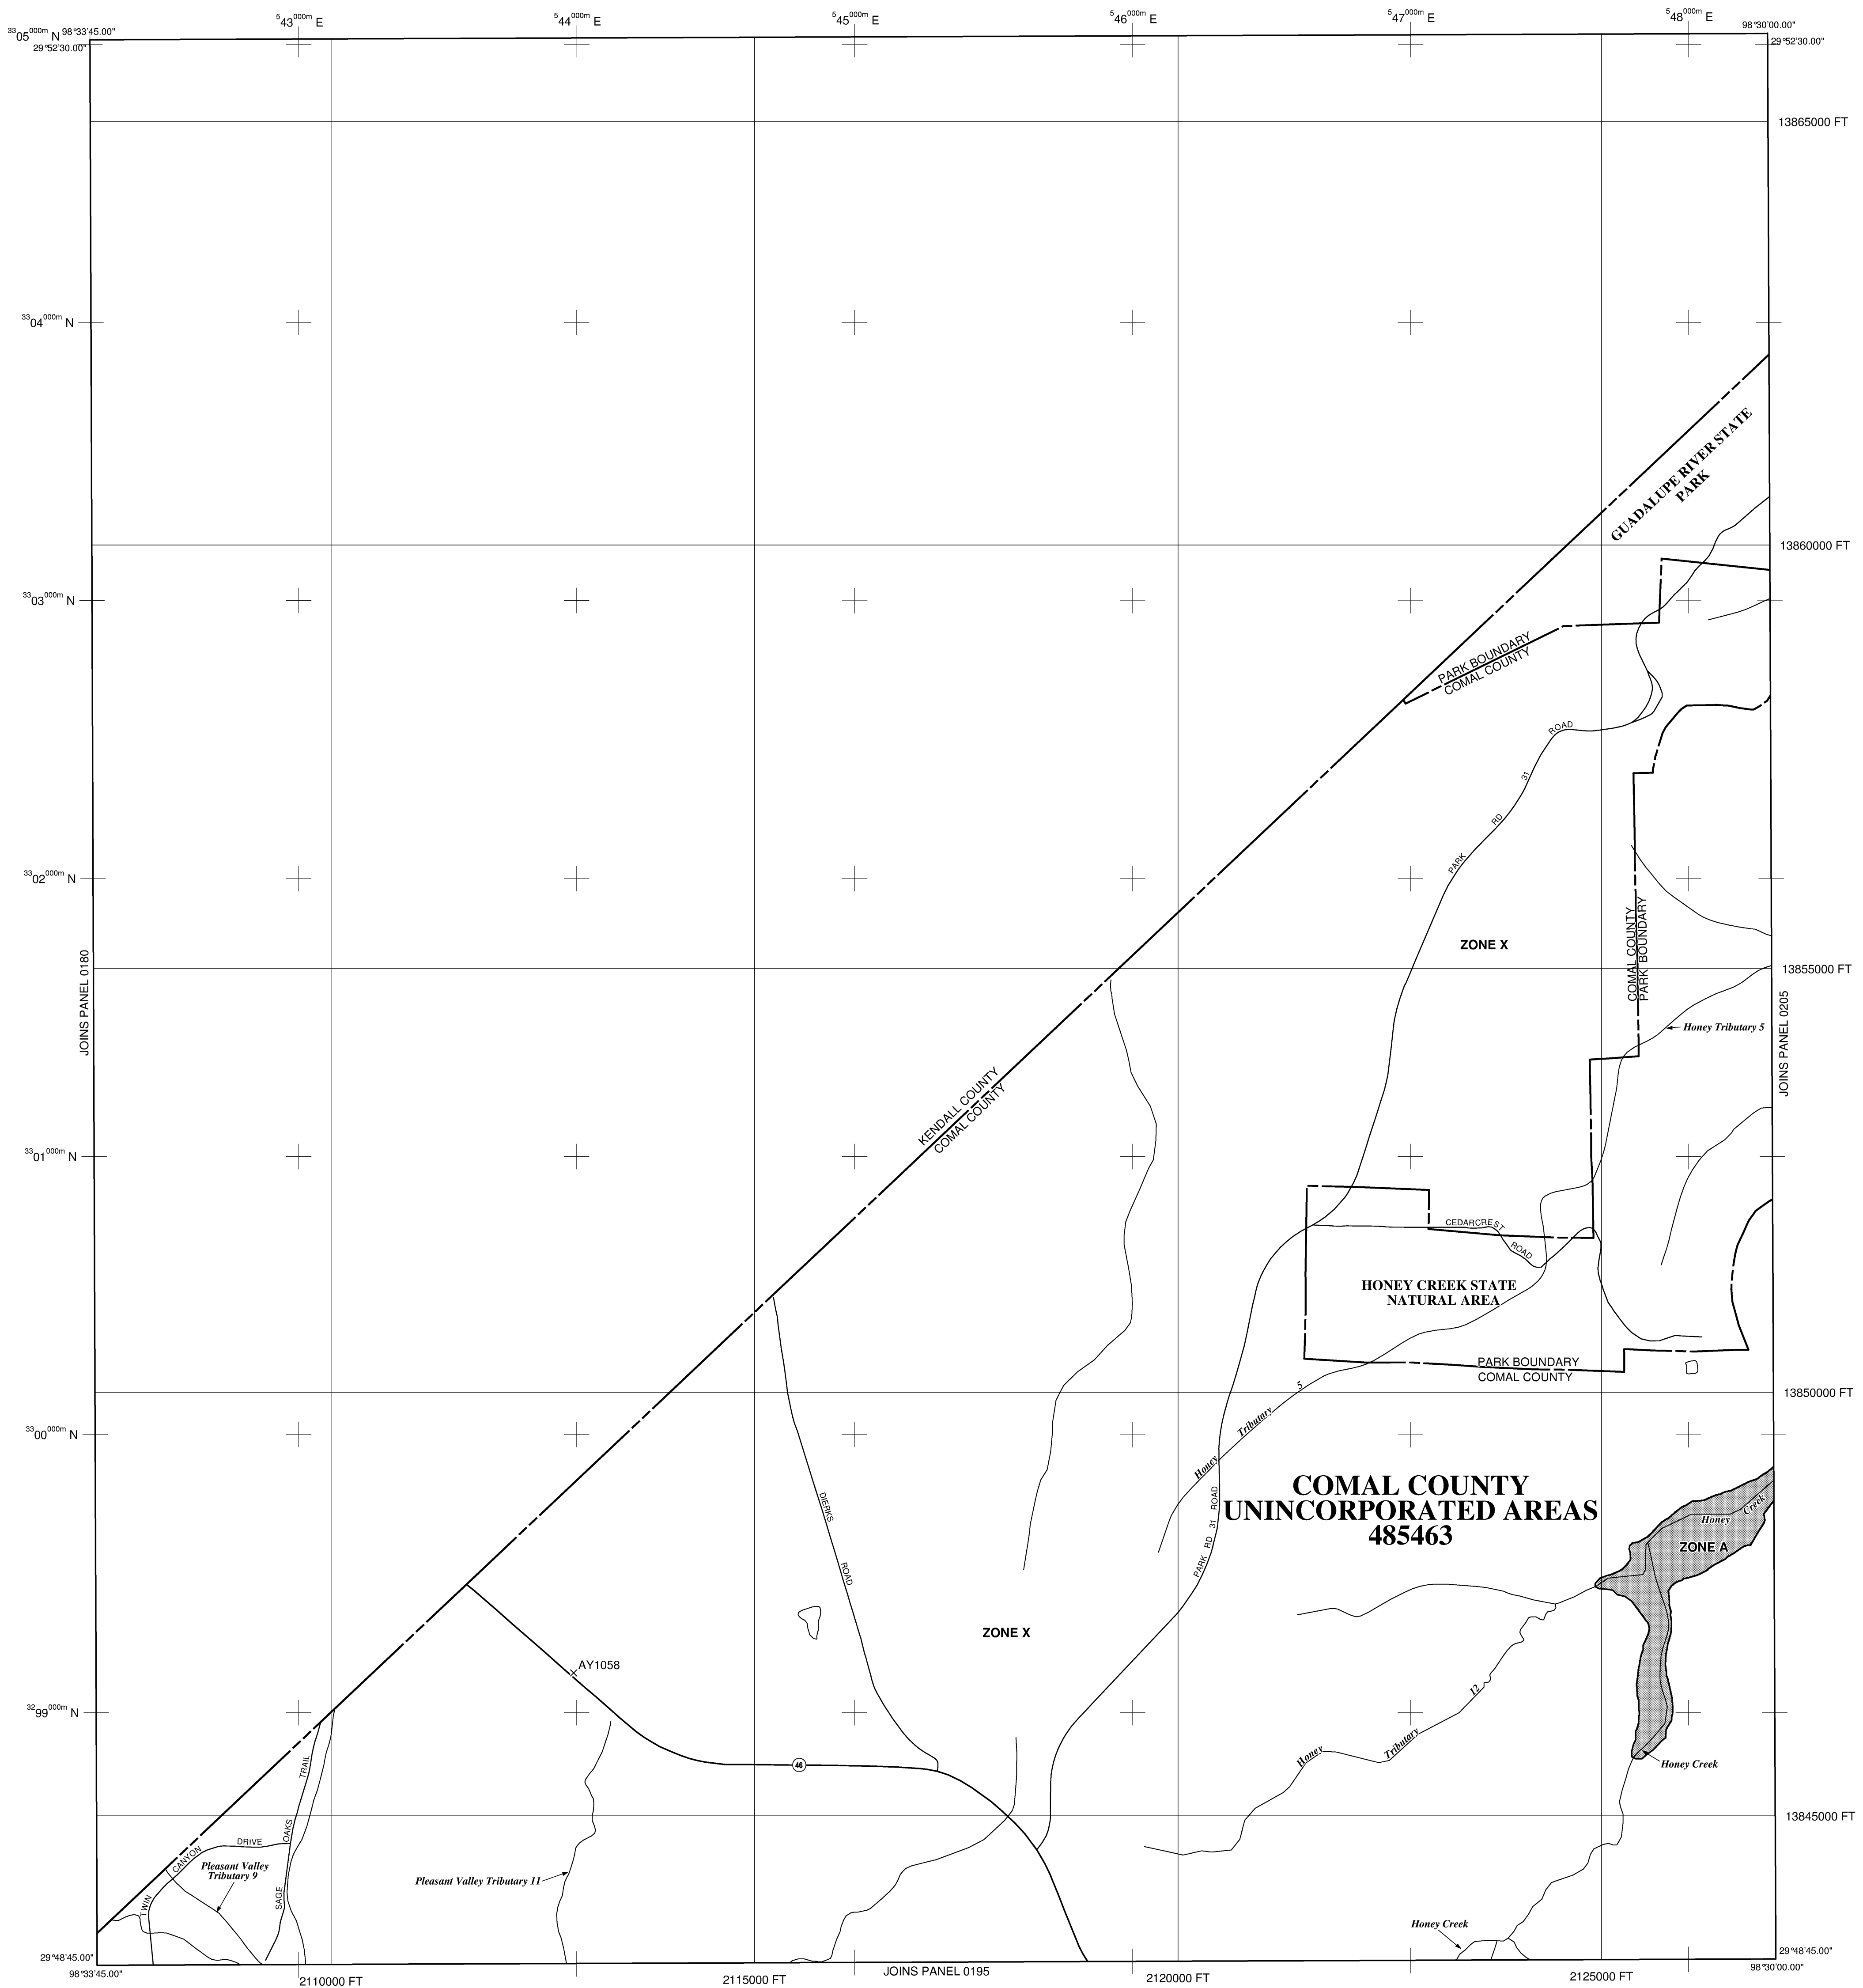 5 43 000m E
5 44 000m E
5 45 000m E
5 46 000m E
5 47 000m E
5 48 000m E
33 05 000m N
98°33'45.00"
29°52'30.00"
98°30'00.00"
29°52'30.00"
13865000 FT
33 04 000m N
GUADALUPE RIVER STATE
PARK
13860000 FT
33 03 000m N
PARK BOUNDARY
COMAL COUNTY
ROAD
31
RD
PARK
33 02 000m N
ZONE X
COMAL COUNTY
PARK BOUNDARY
JOINS PANEL 0180
13855000 FT
Honey Tributary 5
JOINS PANEL 0205
KENDALL COUNTY
COMAL COUNTY
33 01 000m N
CEDARCREST
ROAD
HONEY CREEK STATE
NATURAL AREA
PARK BOUNDARY
COMAL COUNTY
13850000 FT
Honey Tributary 5
33 00 000m N
COMAL COUNTY
UNINCORPORATED AREAS
485463
DIERKS
ROAD
PARK RD 31 ROAD
Honey Creek
ZONE A
ZONE X
AY1058
Honey Tributary 12
32 99 000m N
46
Honey Creek
TRAIL
OAKS
SAGE
13845000 FT
TWIN
CANYON
DRIVE
Pleasant Valley
Tributary 9
Pleasant Valley Tributary 11
Honey Creek
29°48'45.00"
98°33'45.00"
29°48'45.00"
98°30'00.00"
2110000 FT
2115000 FT
JOINS PANEL 0195
2120000 FT
2125000 FT